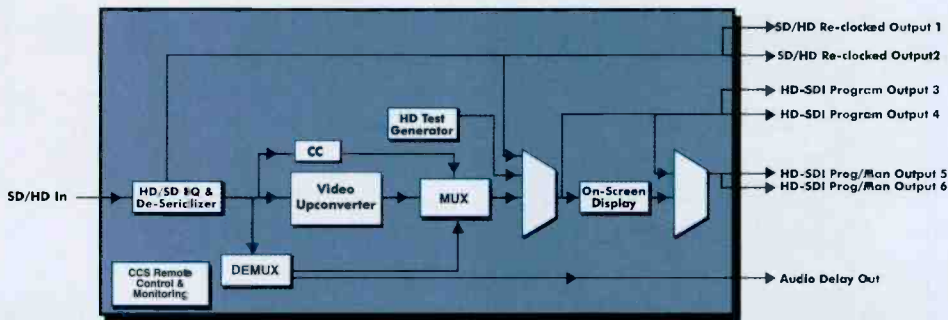 SD/HD Re-clocked Output 1
SD/HD Re-clocked Output2
HD-SDI Program Output 3
HD-SDI Program Output 4
HD Test
Generator
CC
SD/HD In
HD/SD EQ &
De-Serializer
Video
Upconverter
MUX
On-Screen
Display
HD-SDI Prog/Man Output 5
HD-SDI Prog/Man Output 6
DEMUX
CCS Remote
Control &
Monitoring
Audio Delay Out